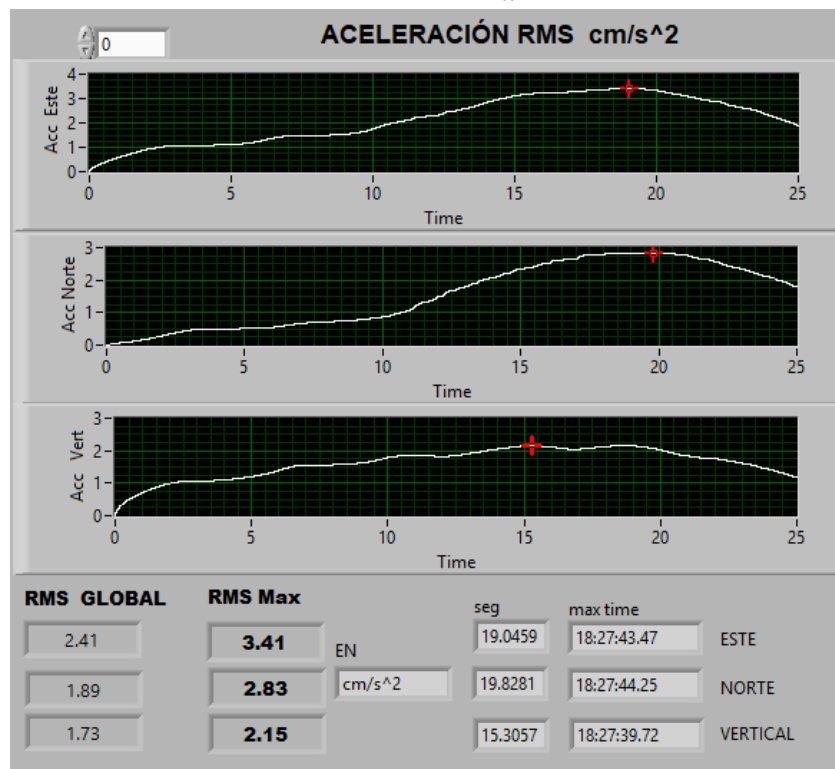 0
ACELERACIÓN RMS cm/s^2
Acc Este
4
3
2
1
0
0 5 10 15 20 25
Time
Acc Norte
3
2
1
0
0 5 10 15 20 25
Time
Acc Vert
3
2
1
0
0 5 10 15 20 25
Time
RMS GLOBAL RMS Max seg max time
2.41 3.41 EN 19.0459 18:27:43.47 ESTE
1.89 2.83 cm/s^2 19.8281 18:27:44.25 NORTE
1.73 2.15 15.3057 18:27:39.72 VERTICAL